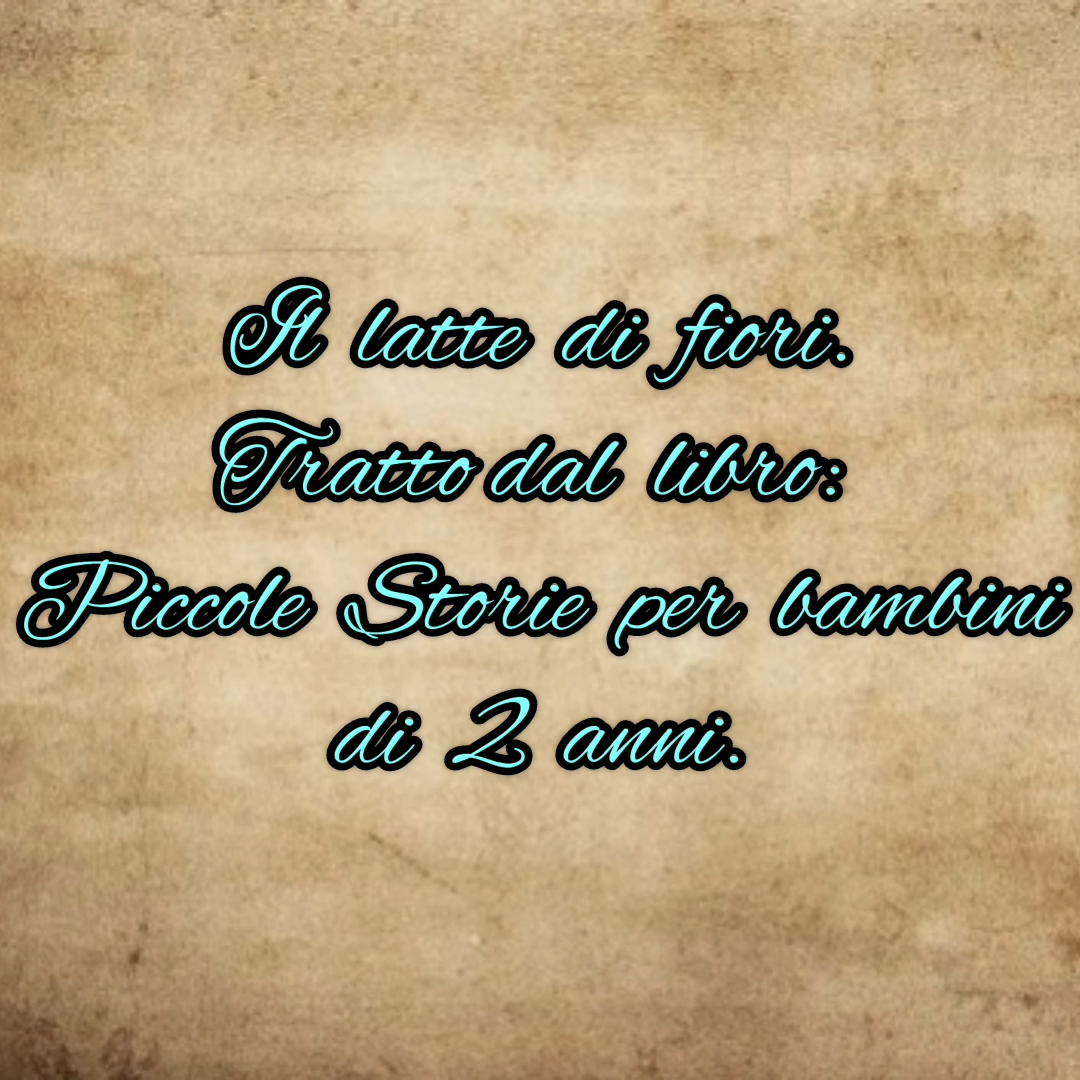 Il latte di fiori.
Tratto dal libro:
Piccole Storie per bambini
di 2 anni.